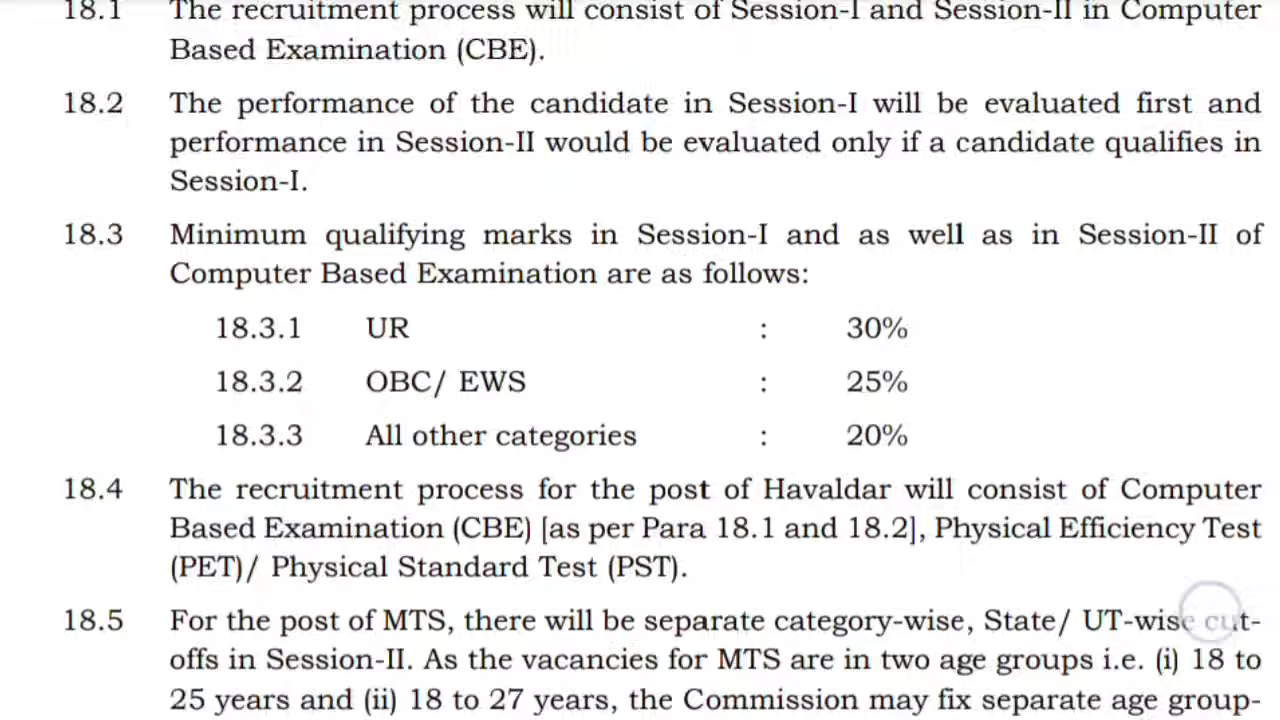 18.1 The recruitment process will consist of Session-I and Session-II in Computer
Based Examination (CBE).
18.2 The performance of the candidate in Session-I will be evaluated first and
performance in Session-II would be evaluated only if a candidate qualifies in
Session-I.
18.3 Minimum qualifying marks in Session-I and as well as in Session-II of
Computer Based Examination are as follows:
18.3.1 UR : 30%
18.3.2 OBC/ EWS : 25%
18.3.3 All other categories : 20%
18.4 The recruitment process for the post of Havaldar will consist of Computer
Based Examination (CBE) [as per Para 18.1 and 18.2], Physical Efficiency Test
(PET)/ Physical Standard Test (PST).
18.5 For the post of MTS, there will be separate category-wise, State/ UT-wise cut-
offs in Session-II. As the vacancies for MTS are in two age groups i.e. (i) 18 to
25 years and (ii) 18 to 27 years, the Commission may fix separate age group-